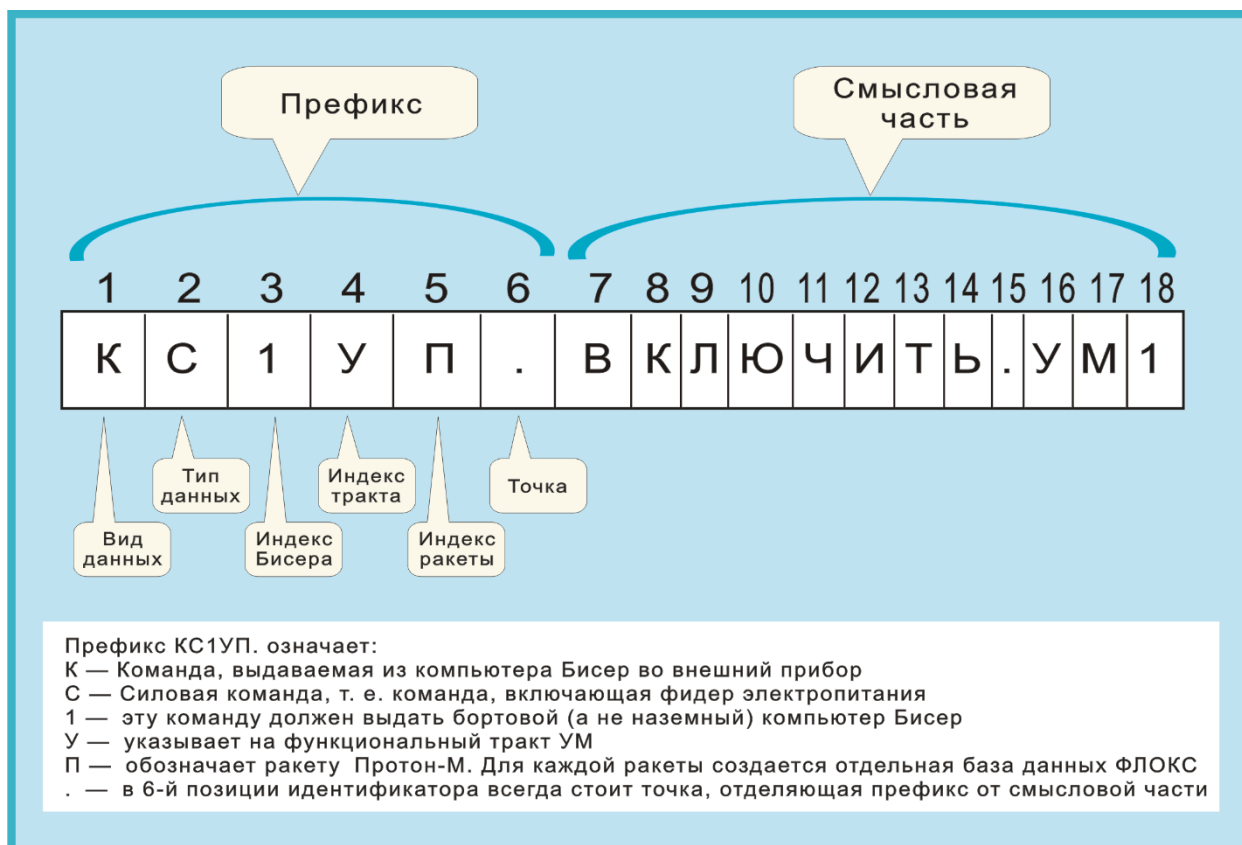 Префикс
Смысловая
часть
1 2 3 4 5 6 7 8 9 10 11 12 13 14 15 16 17 18
К С 1 У П . В К Л Ю Ч И Т Ь . У М 1
Вид
данных
Тип
данных
Индекс
Бисера
Индекс
тракта
Индекс
ракеты
Точка
Префикс КС1УП. означает:
К — Команда, выдаваемая из компьютера Бисер во внешний прибор
С — Силовая команда, т. е. команда, включающая фидер электропитания
1 — эту команду должен выдать бортовой (а не наземный) компьютер Бисер
У — указывает на функциональный тракт УМ
П — обозначает ракету Протон-М. Для каждой ракеты создается отдельная база данных ФЛОКС
. — в 6-й позиции идентификатора всегда стоит точка, отделяющая префикс от смысловой части